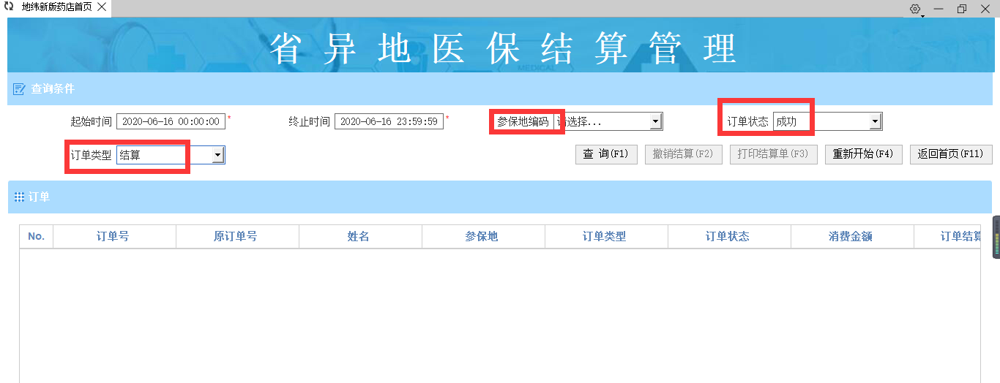 地纬新版药店首页
省异地医保结算管理
MEDICAL
查询条件
起始时间 2020-06-16 00:00:00 * 终止时间 2020-06-16 23:59:59 * 参保地编码 请选择... 订单状态 成功
订单类型 结算 查 询(F1) 撤销结算(F2) 打印结算单(F3) 重新开始(F4) 返回首页(F11)
订单
No. 订单号 原订单号 姓名 参保地 订单类型 订单状态 消费金额 订单结算